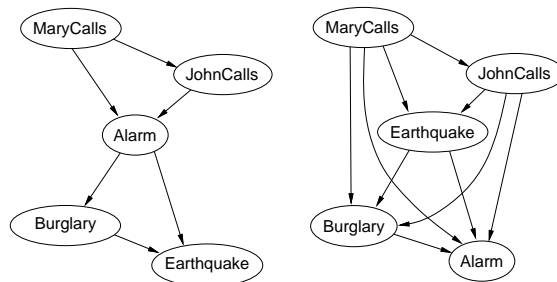 MaryCalls
JohnCalls
Alarm
Burglary
Earthquake
MaryCalls
JohnCalls
Earthquake
Burglary
Alarm